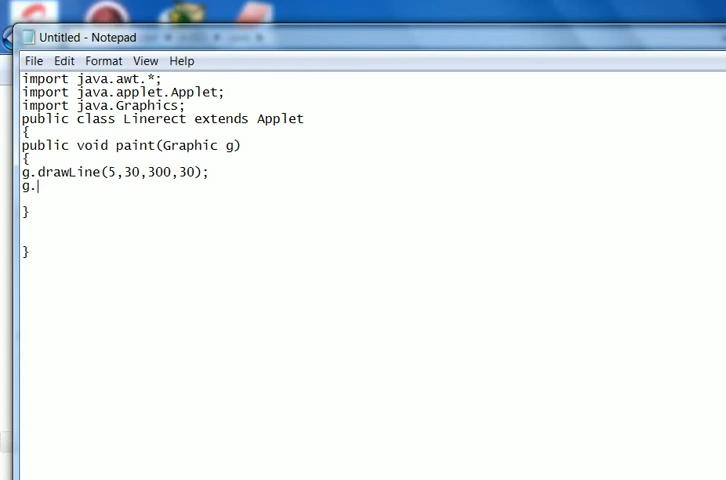 Untitled - Notepad
File Edit Format View Help
import java.awt.*;
import java.applet.Applet;
import java.Graphics;
public class Linerect extends Applet
{
public void paint(Graphic g)
{
g.drawLine(5,30,300,30);
g.
}
}